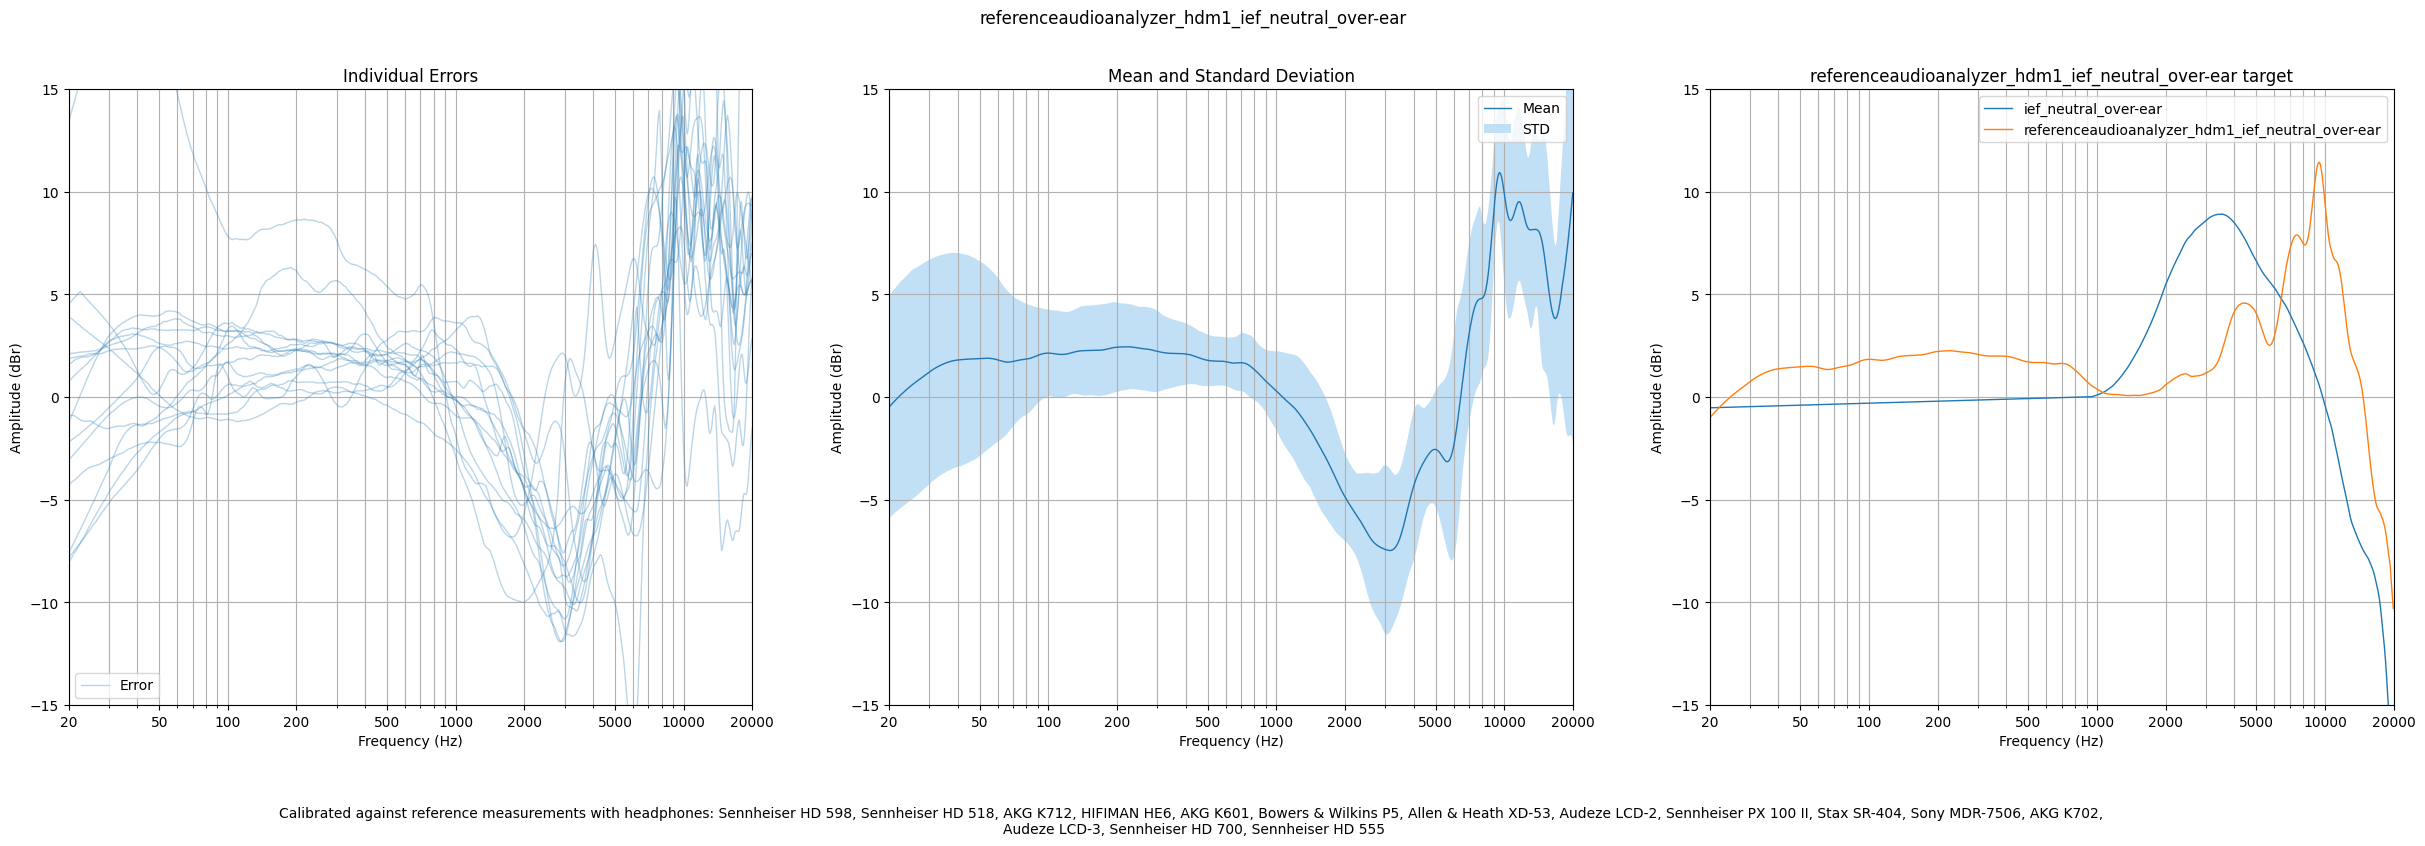 referenceaudioanalyzer_hdm1_ief_neutral_over-ear
Individual Errors
15
10
5
0
−5
−10
−15
Amplitude (dBr)
Error
20 50 100 200 500 1000 2000 5000 10000 20000
Frequency (Hz)
Mean and Standard Deviation
15
10
5
0
−5
−10
−15
Amplitude (dBr)
Mean
STD
20 50 100 200 500 1000 2000 5000 10000 20000
Frequency (Hz)
referenceaudioanalyzer_hdm1_ief_neutral_over-ear target
15
10
5
0
−5
−10
−15
Amplitude (dBr)
ief_neutral_over-ear
referenceaudioanalyzer_hdm1_ief_neutral_over-ear
20 50 100 200 500 1000 2000 5000 10000 20000
Frequency (Hz)
Calibrated against reference measurements with headphones: Sennheiser HD 598, Sennheiser HD 518, AKG K712, HIFIMAN HE6, AKG K601, Bowers & Wilkins P5, Allen & Heath XD-53, Audeze LCD-2, Sennheiser PX 100 II, Stax SR-404, Sony MDR-7506, AKG K702,
Audeze LCD-3, Sennheiser HD 700, Sennheiser HD 555